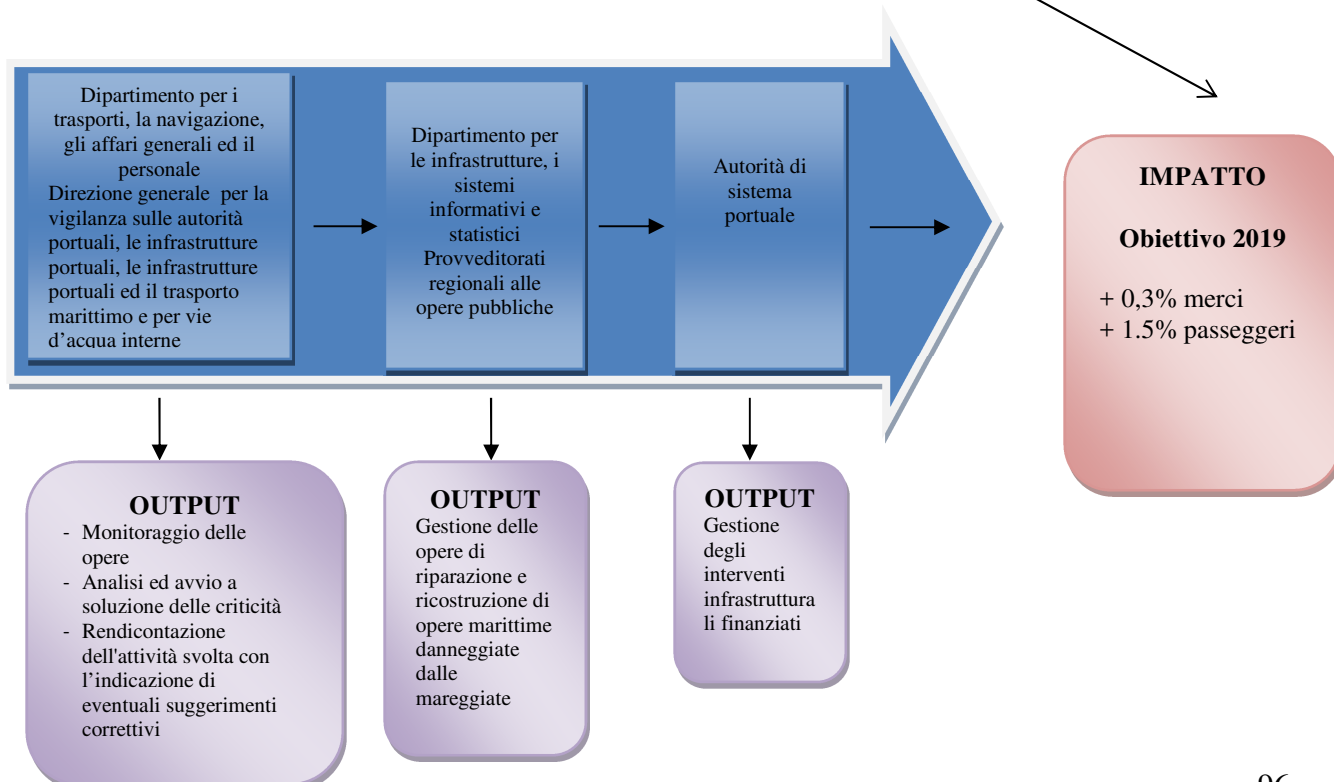 Dipartimento per i
trasporti, la navigazione,
gli affari generali ed il
personale
Direzione generale per la
vigilanza sulle autorità
portuali, le infrastrutture
portuali, le infrastrutture
portuali ed il trasporto
marittimo e per vie
d’acqua interne
Dipartimento per
le infrastrutture, i
sistemi
informativi e
statistici
Provveditorati
regionali alle
opere pubbliche
Autorità di
sistema
portuale
IMPATTO
Obiettivo 2019
+ 0,3% merci
+ 1.5% passeggeri
OUTPUT
- Monitoraggio delle
opere
- Analisi ed avvio a
soluzione delle criticità
- Rendicontazione
dell'attività svolta con
l’indicazione di
eventuali suggerimenti
correttivi
OUTPUT
Gestione delle
opere di
riparazione e
ricostruzione di
opere marittime
danneggiate
dalle
mareggiate
OUTPUT
Gestione
degli
interventi
infrastruttura
li finanziati